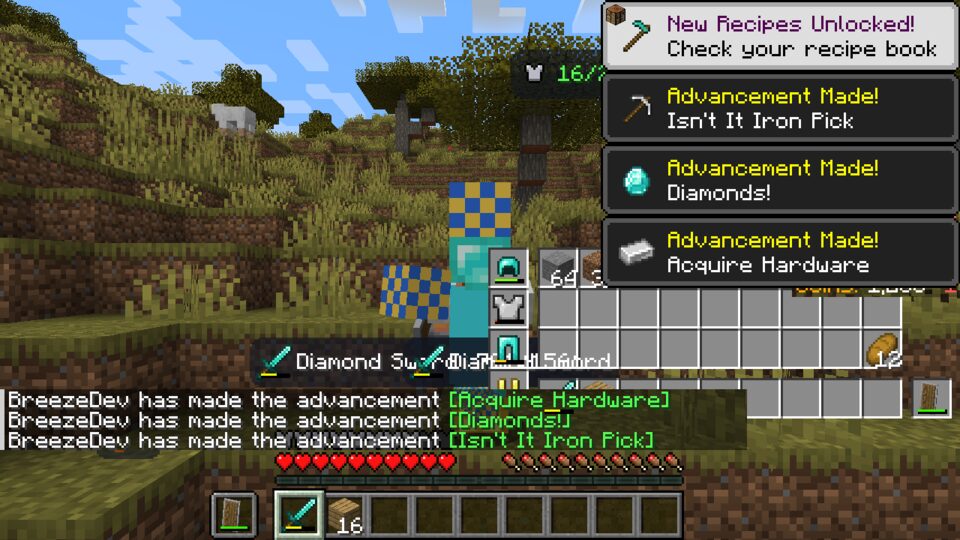 New Recipes Unlocked!
Check your recipe book
16/
Advancement Made!
Isn't It Iron Pick
Advancement Made!
Diamonds!
Advancement Made!
Acquire Hardware
64
12
Diamond
BreezeDev has made the advancement [Acquire Hardware]
BreezeDev has made the advancement [Diamonds!]
BreezeDev has made the advancement [Isn't It Iron Pick]
16